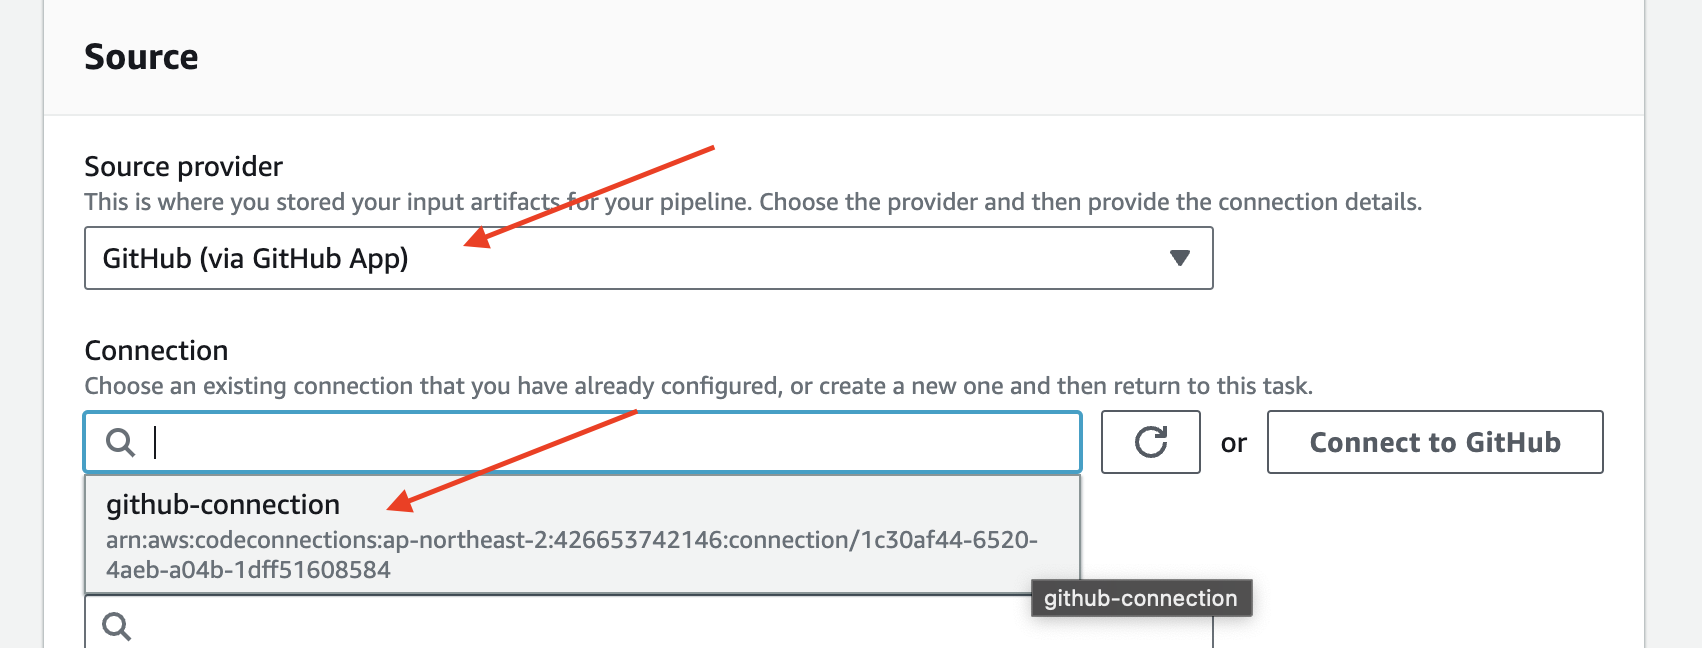 Source
Source provider
This is where you stored your input artifacts for your pipeline. Choose the provider and then provide the connection details.
GitHub (via GitHub App)
Connection
Choose an existing connection that you have already configured, or create a new one and then return to this task.
or
Connect to GitHub
github-connection
arn:aws:codeconnections:ap-northeast-2:426653742146:connection/1c30af44-6520-
4aeb-a04b-1dff51608584
github-connection